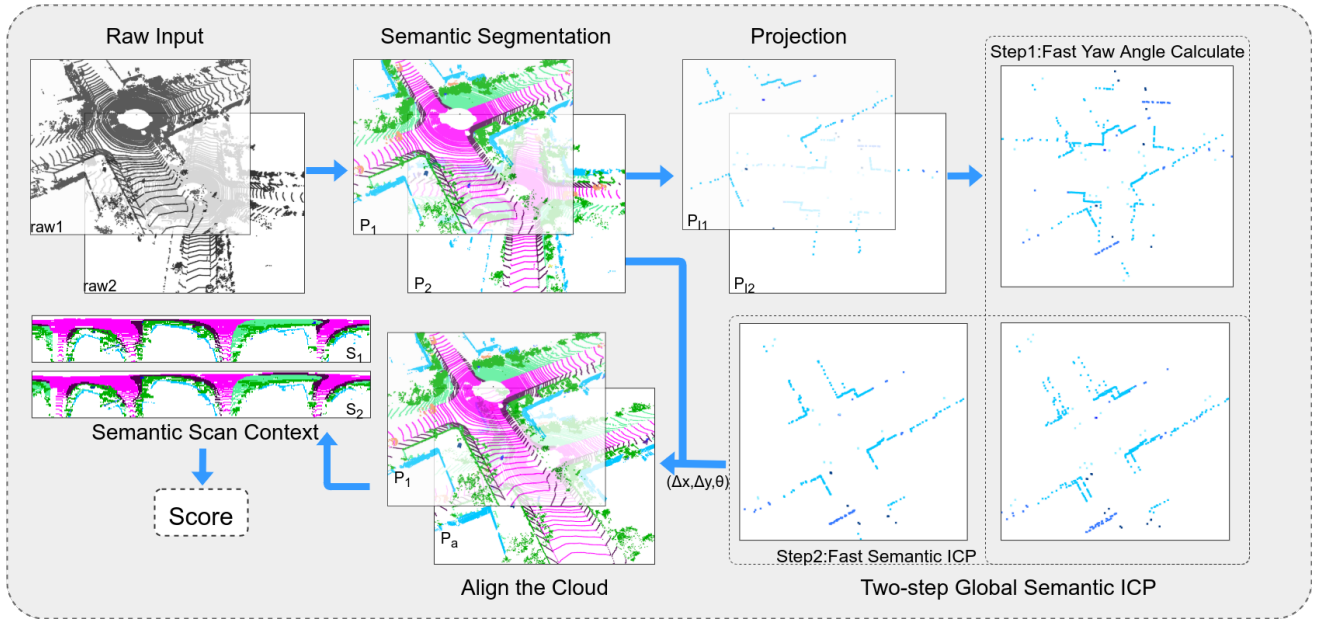 Raw Input
Semantic Segmentation
Projection
Step1:Fast Yaw Angle Calculate
raw1
raw2
P1
P2
Pl1
Pl2
S1
S2
Semantic Scan Context
Score
P1
Pa
Align the Cloud
(Δx,Δy,θ)
Step2:Fast Semantic ICP
Two-step Global Semantic ICP